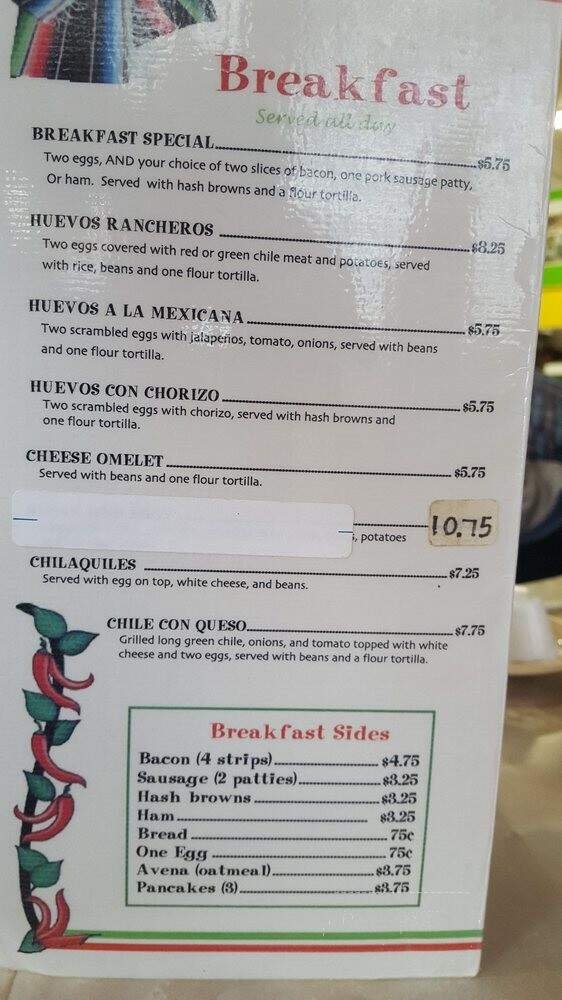 Breakfast
Served all day
BREAKFAST SPECIAL $5.75
Two eggs, AND your choice of two slices of bacon, one pork sausage patty,
Or ham. Served with hash browns and a flour tortilla.
HUEVOS RANCHEROS $8.25
Two eggs covered with red or green chile meat and potatoes, served
with rice, beans and one flour tortilla.
HUEVOS A LA MEXICANA $5.75
Two scrambled eggs with jalapeños, tomato, onions, served with beans
and one flour tortilla.
HUEVOS CON CHORIZO $5.75
Two scrambled eggs with chorizo, served with hash browns and
one flour tortilla.
CHEESE OMELET $5.75
Served with beans and one flour tortilla.
10.75
, potatoes
CHILAQUILES $7.25
Served with egg on top, white cheese, and beans.
CHILE CON QUESO $7.75
Grilled long green chile, onions, and tomato topped with white
cheese and two eggs, served with beans and a flour tortilla.
Breakfast Sides
Bacon (4 strips) $4.75
Sausage (2 patties) $3.25
Hash browns $3.25
Ham $3.25
Bread 75¢
One Egg 75¢
Avena (oatmeal) $3.75
Pancakes (3) $3.75